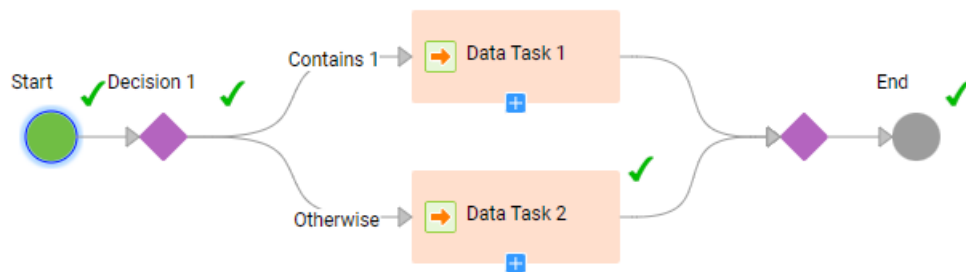 Start
Decision 1
Contains 1
Data Task 1
Otherwise
Data Task 2
End